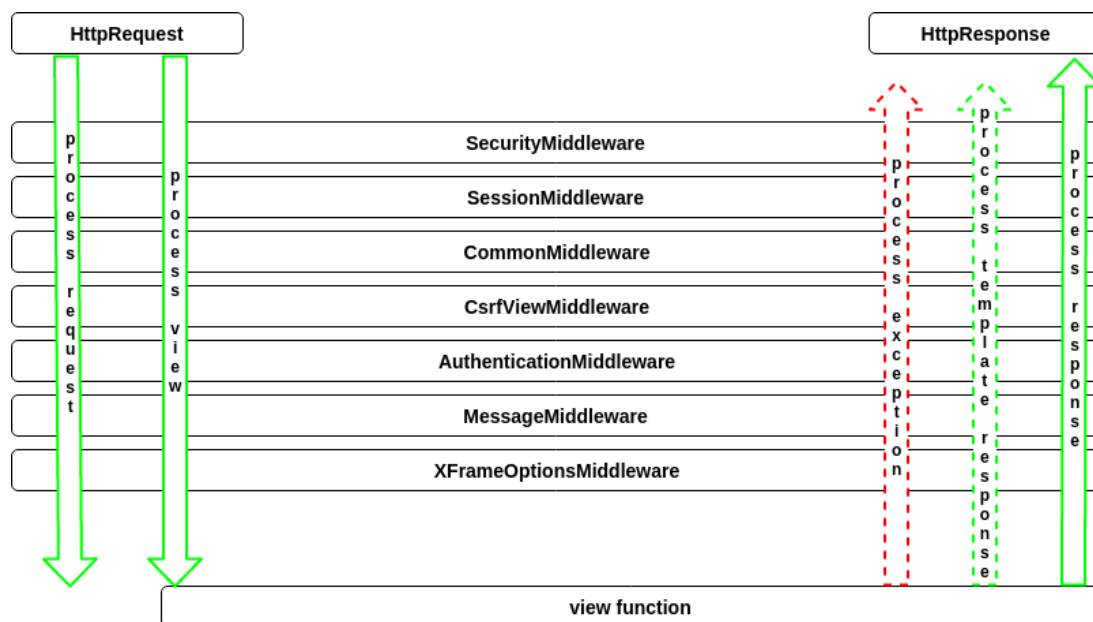 HttpRequest
HttpResponse
SecurityMiddleware
SessionMiddleware
CommonMiddleware
CsrfViewMiddleware
AuthenticationMiddleware
MessageMiddleware
XFrameOptionsMiddleware
process request
process view
process exception
process template response
process response
view function